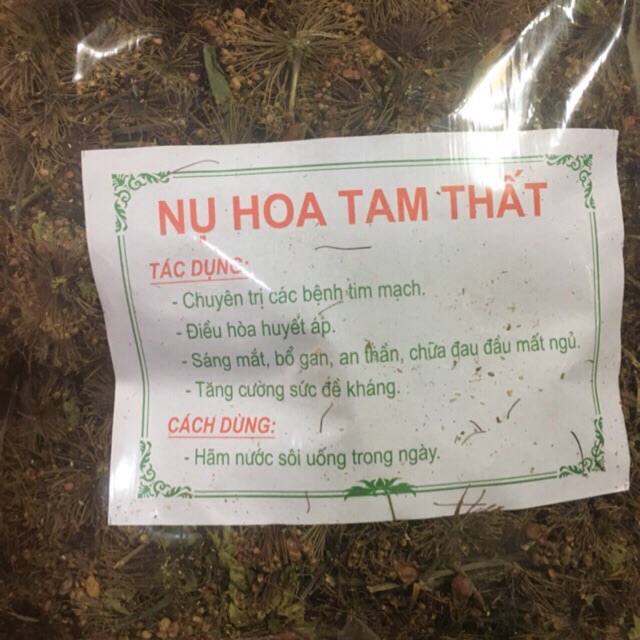 NỤ HOA TAM THẤT
TÁC DỤNG:
- Chuyên trị các bệnh tim mạch.
- Điều hòa huyết áp.
- Sáng mắt, bổ gan, an thần, chữa đau đầu mất ngủ.
- Tăng cường sức đề kháng.
CÁCH DÙNG:
- Hãm nước sôi uống trong ngày.